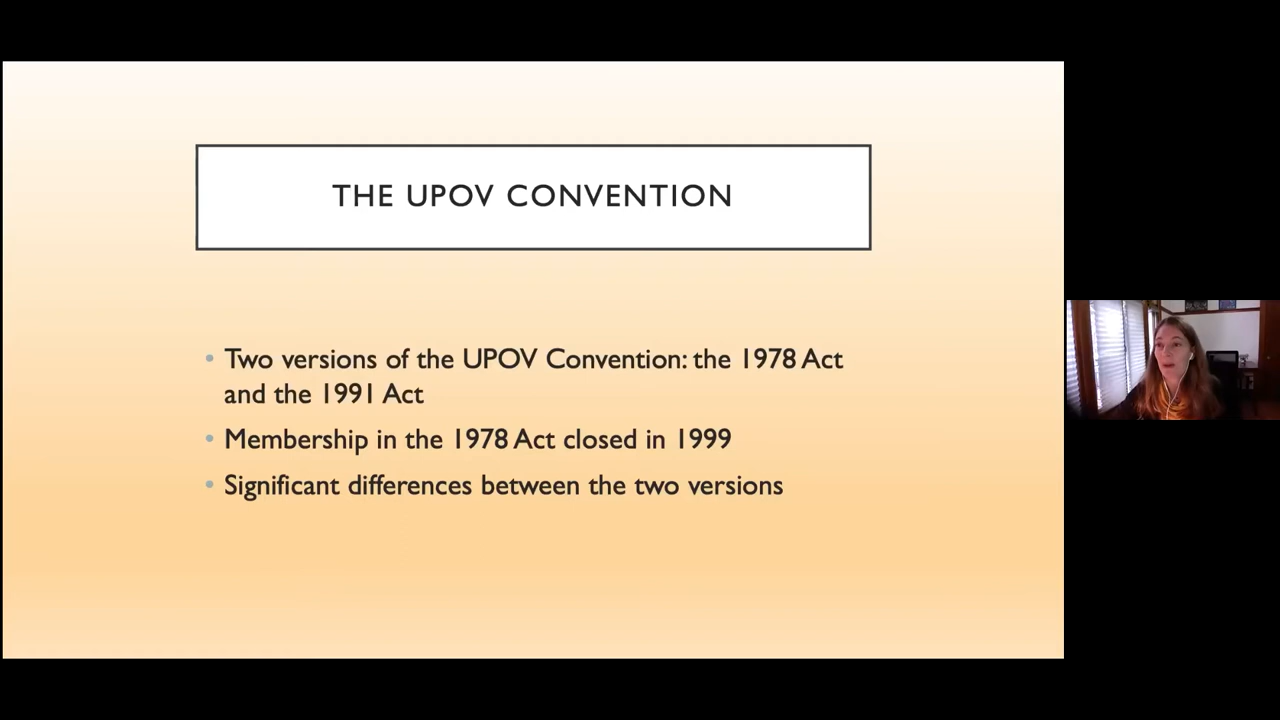 THE UPOV CONVENTION
• Two versions of the UPOV Convention: the 1978 Act
and the 1991 Act
• Membership in the 1978 Act closed in 1999
• Significant differences between the two versions